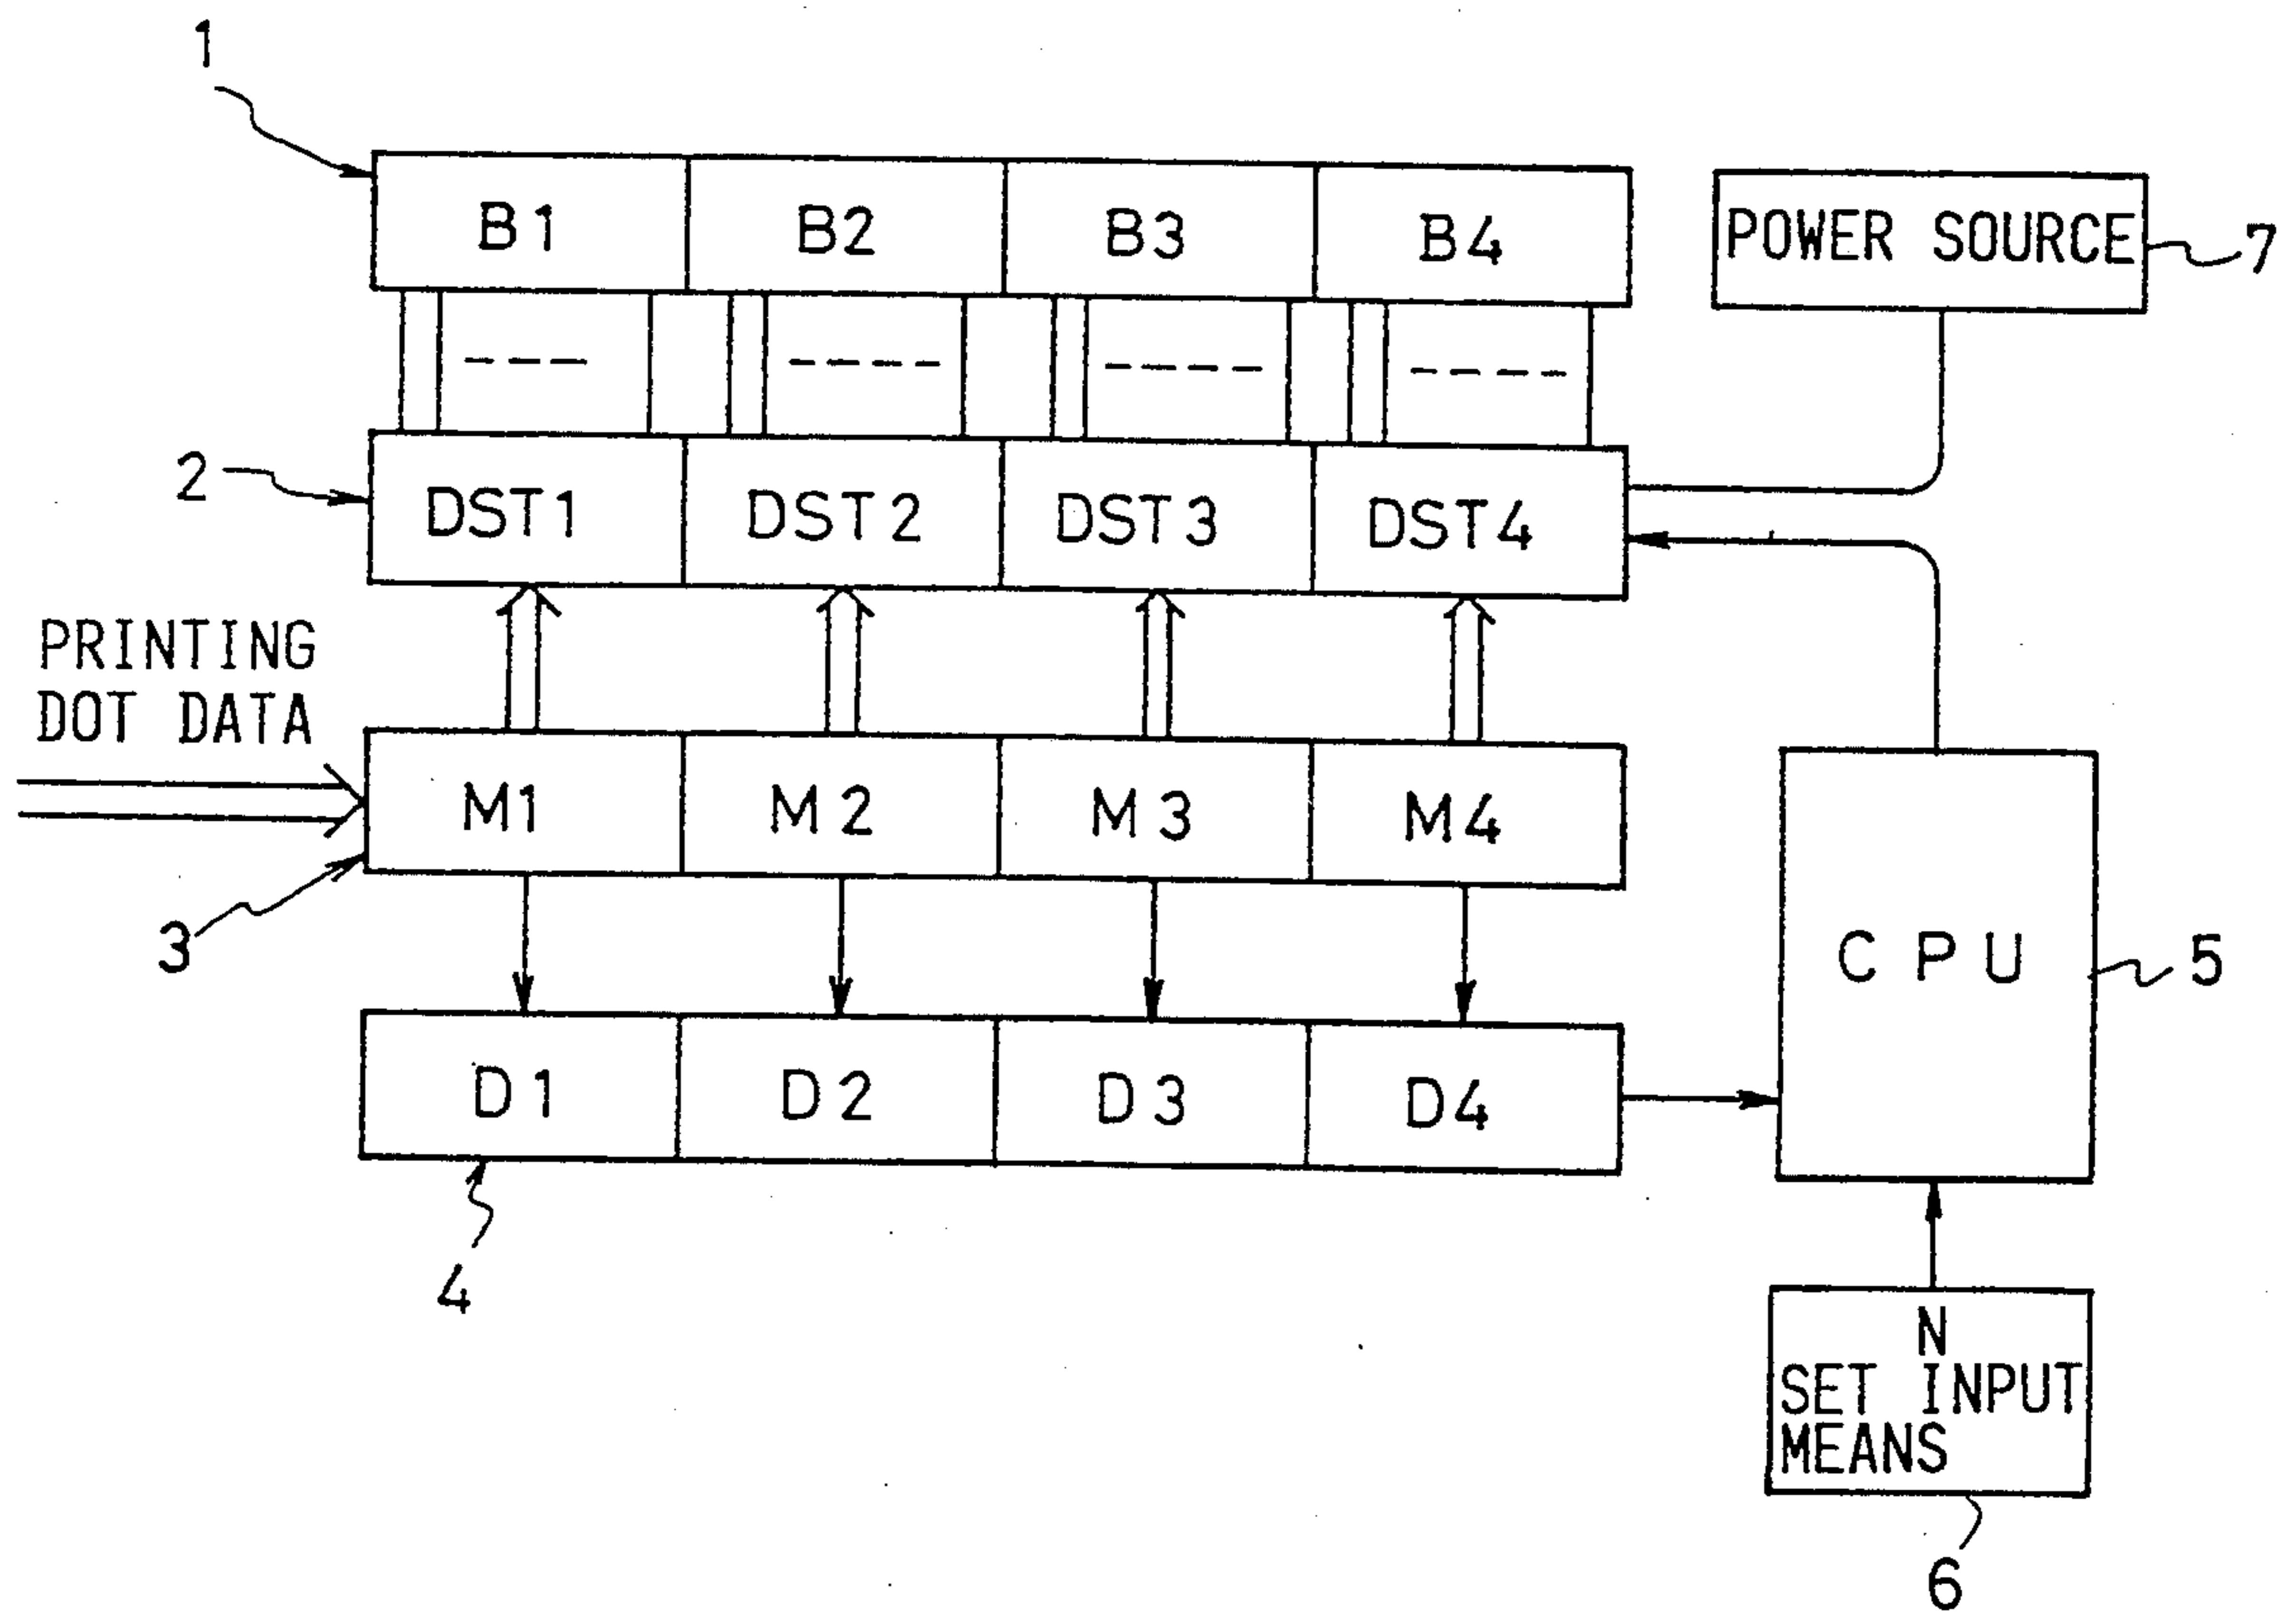 1
B1 B2 B3 B4
POWER SOURCE
7
2
DST1 DST2 DST3 DST4
PRINTING
DOT DATA
M1 M2 M3 M4
3
CPU
5
D1 D2 D3 D4
4
N
SET INPUT
MEANS
6